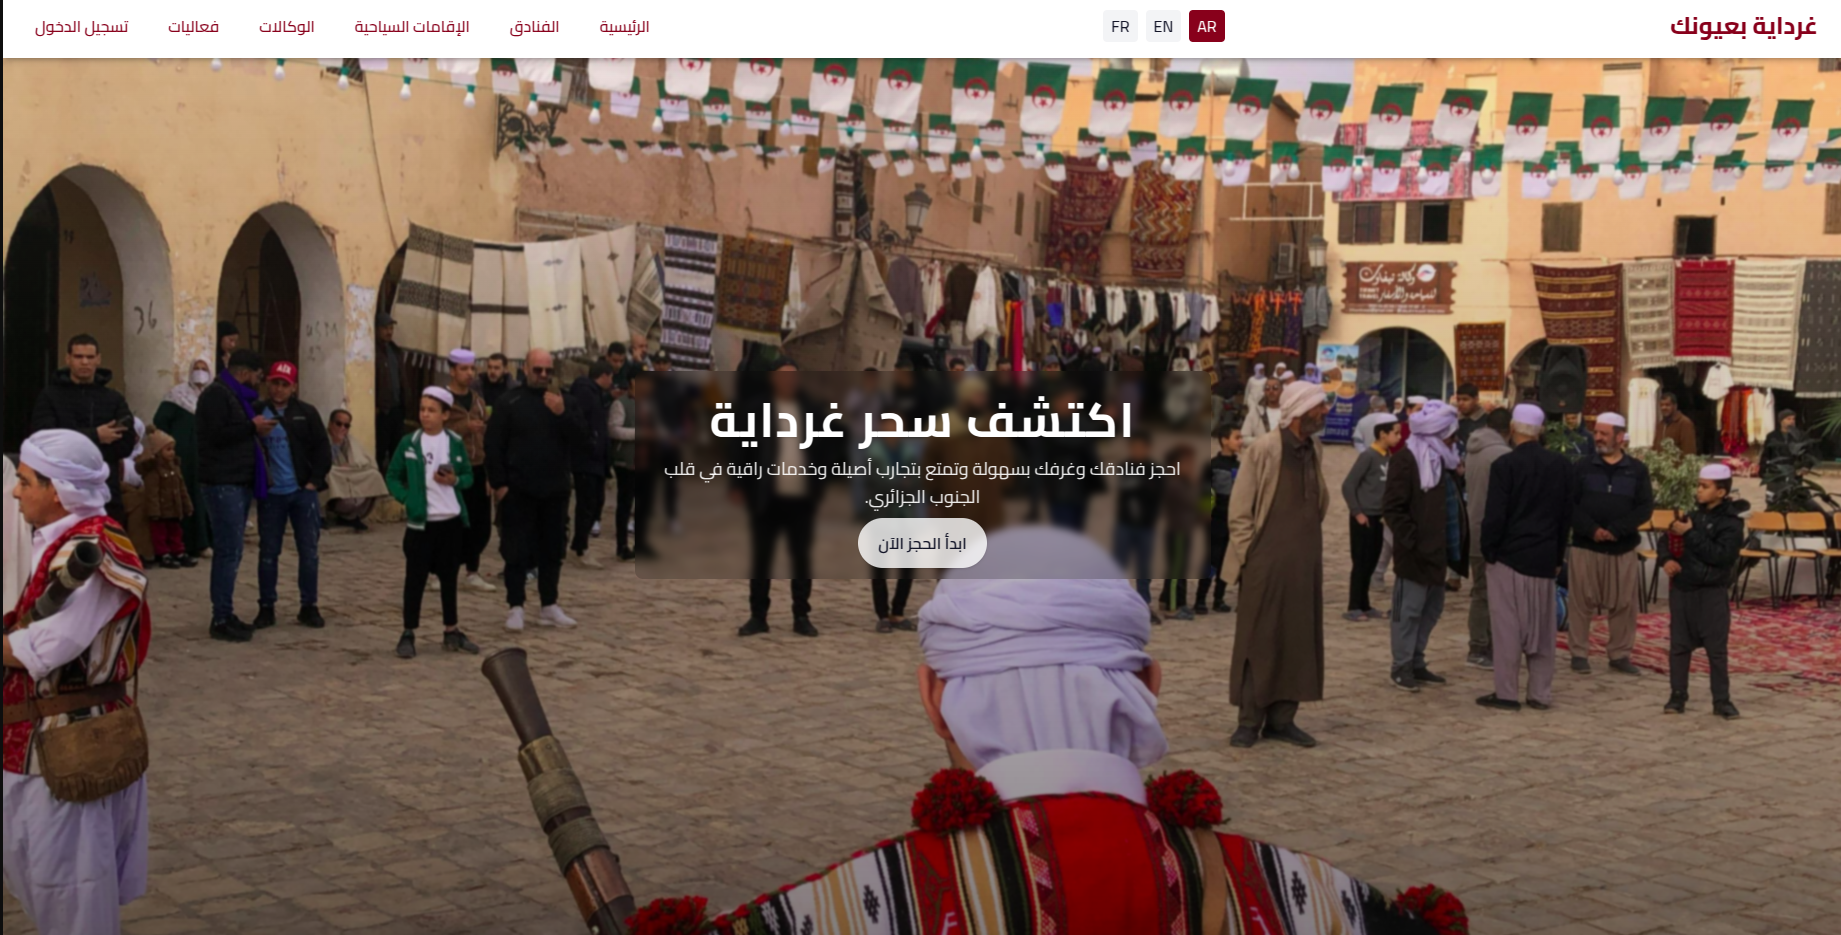 غرداية بعيونك
AR EN FR
الرئيسية الفنادق الإقامات السياحية الوكالات فعاليات تسجيل الدخول
36
اكتشف سحر غرداية
احجز فنادقك وغرفك بسهولة وتمتع بتجارب أصيلة وخدمات راقية في قلب
الجنوب الجزائري.
ابدأ الحجز الآن